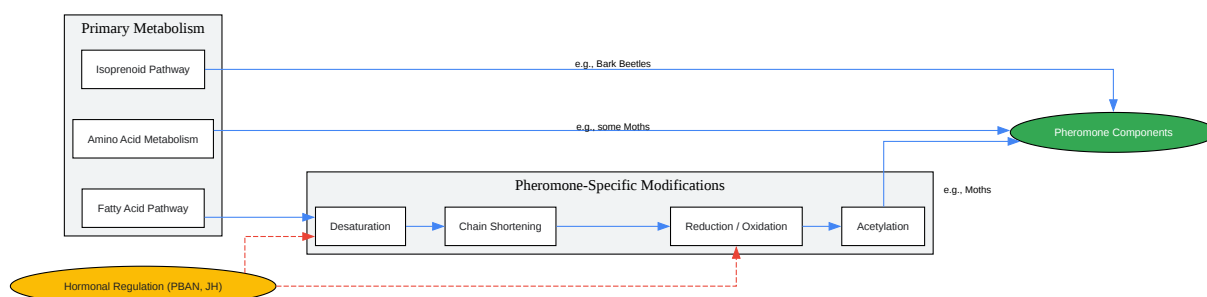 Primary Metabolism
Isoprenoid Pathway
e.g., Bark Beetles
Amino Acid Metabolism
e.g., some Moths
Pheromone Components
Pheromone-Specific Modifications
e.g., Moths
Fatty Acid Pathway
Desaturation
Chain Shortening
Reduction / Oxidation
Acetylation
Hormonal Regulation (PBAN, JH)